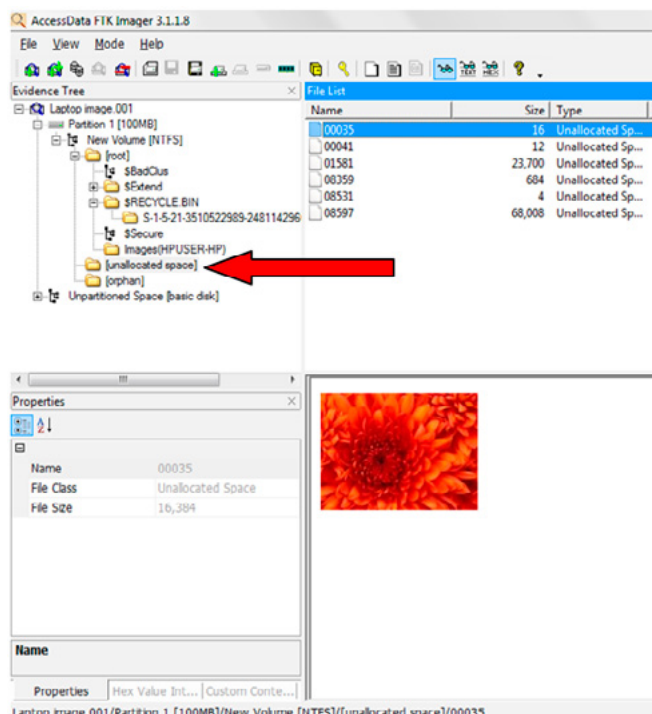 AccessData FTK Imager 3.1.1.8
File View Mode Help
Evidence Tree
Laptop image.001
Partition 1 [100MB]
New Volume [NTFS]
[root]
$BadClus
$Extend
$RECYCLE.BIN
S-1-5-21-3510522989-248114296
$Secure
Images(HPUSER-HP)
[unallocated space]
[orphan]
Unpartitioned Space [basic disk]
File List
Name Size Type
00035 16 Unallocated Sp...
00041 12 Unallocated Sp...
01581 23,700 Unallocated Sp...
08359 684 Unallocated Sp...
08531 4 Unallocated Sp...
08597 68,008 Unallocated Sp...
Properties
Name 00035
File Class Unallocated Space
File Size 16,384
Name
Properties Hex Value Int... Custom Conte...
Laptop image.001/Partition 1 [100MB]/New Volume [NTFS]/[unallocated space]/00035